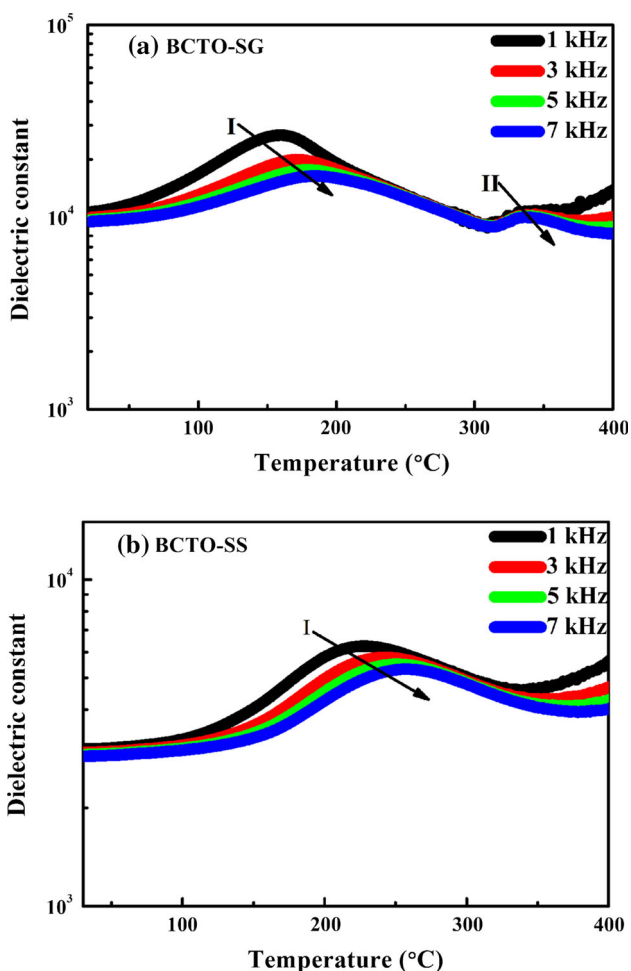 10^5
(a) BCTO-SG
1 kHz
3 kHz
5 kHz
7 kHz
I
II
10^4
10^3
Dielectric constant
100
200
300
400
Temperature (°C)
(b) BCTO-SS
1 kHz
3 kHz
5 kHz
7 kHz
10^4
I
10^3
Dielectric constant
100
200
300
400
Temperature (°C)